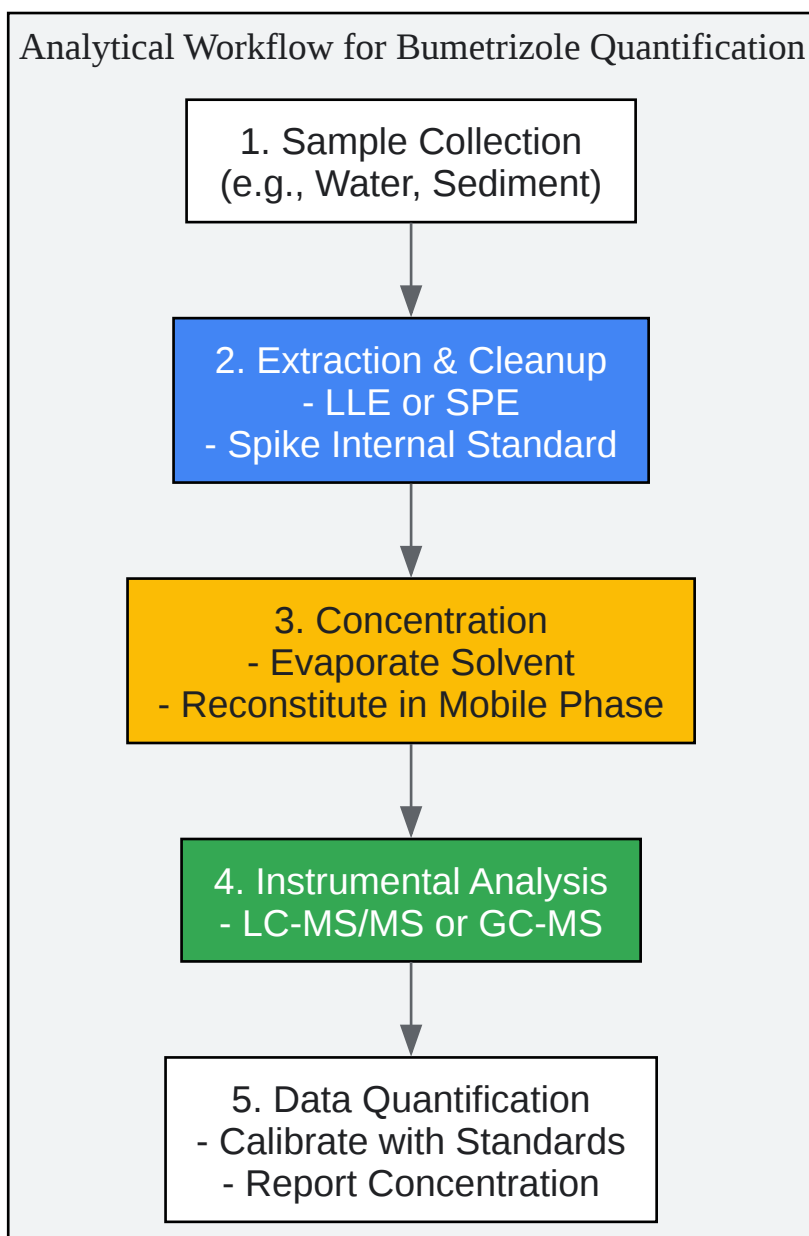 Analytical Workflow for Bumetrizole Quantification
1. Sample Collection
(e.g., Water, Sediment)
2. Extraction & Cleanup
- LLE or SPE
- Spike Internal Standard
3. Concentration
- Evaporate Solvent
- Reconstitute in Mobile Phase
4. Instrumental Analysis
- LC-MS/MS or GC-MS
5. Data Quantification
- Calibrate with Standards
- Report Concentration